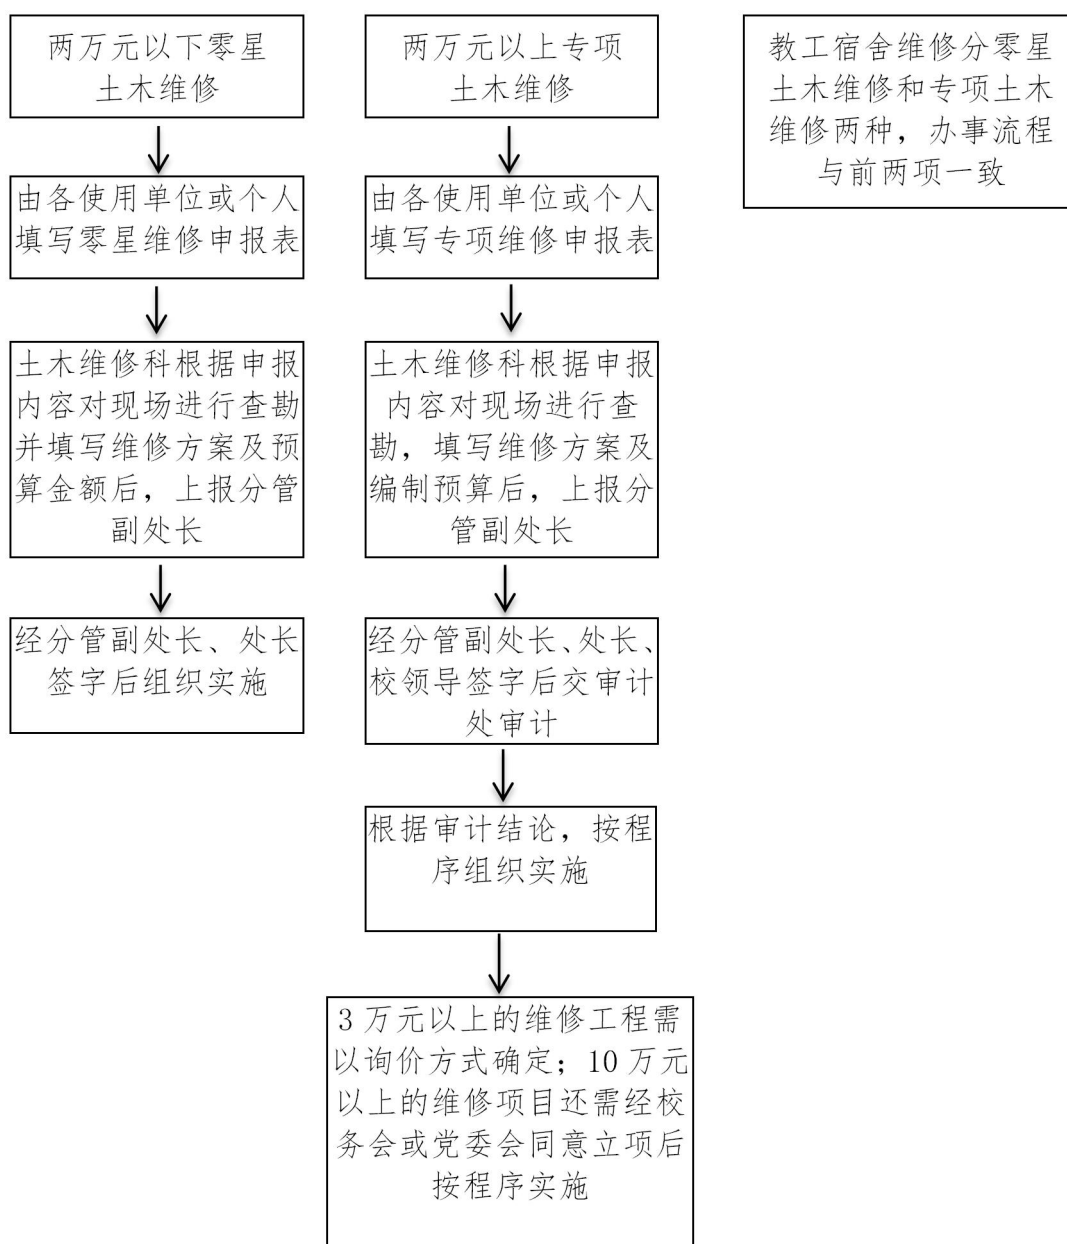 两万元以下零星
土木维修
由各使用单位或个人
填写零星维修申报表
土木维修科根据申报
内容对现场进行查勘
并填写维修方案及预
算金额后，上报分管
副处长
经分管副处长、处长
签字后组织实施
两万元以上专项
土木维修
由各使用单位或个人
填写专项维修申报表
土木维修科根据申报
内容对现场进行查
勘，填写维修方案及
编制预算后，上报分
管副处长
经分管副处长、处长、
校领导签字后交审计
处审计
根据审计结论，按程
序组织实施
3 万元以上的维修工程需
以询价方式确定；10 万元
以上的维修项目还需经校
务会或党委会同意立项后
按程序实施
教工宿舍维修分零星
土木维修和专项土木
维修两种，办事流程
与前两项一致